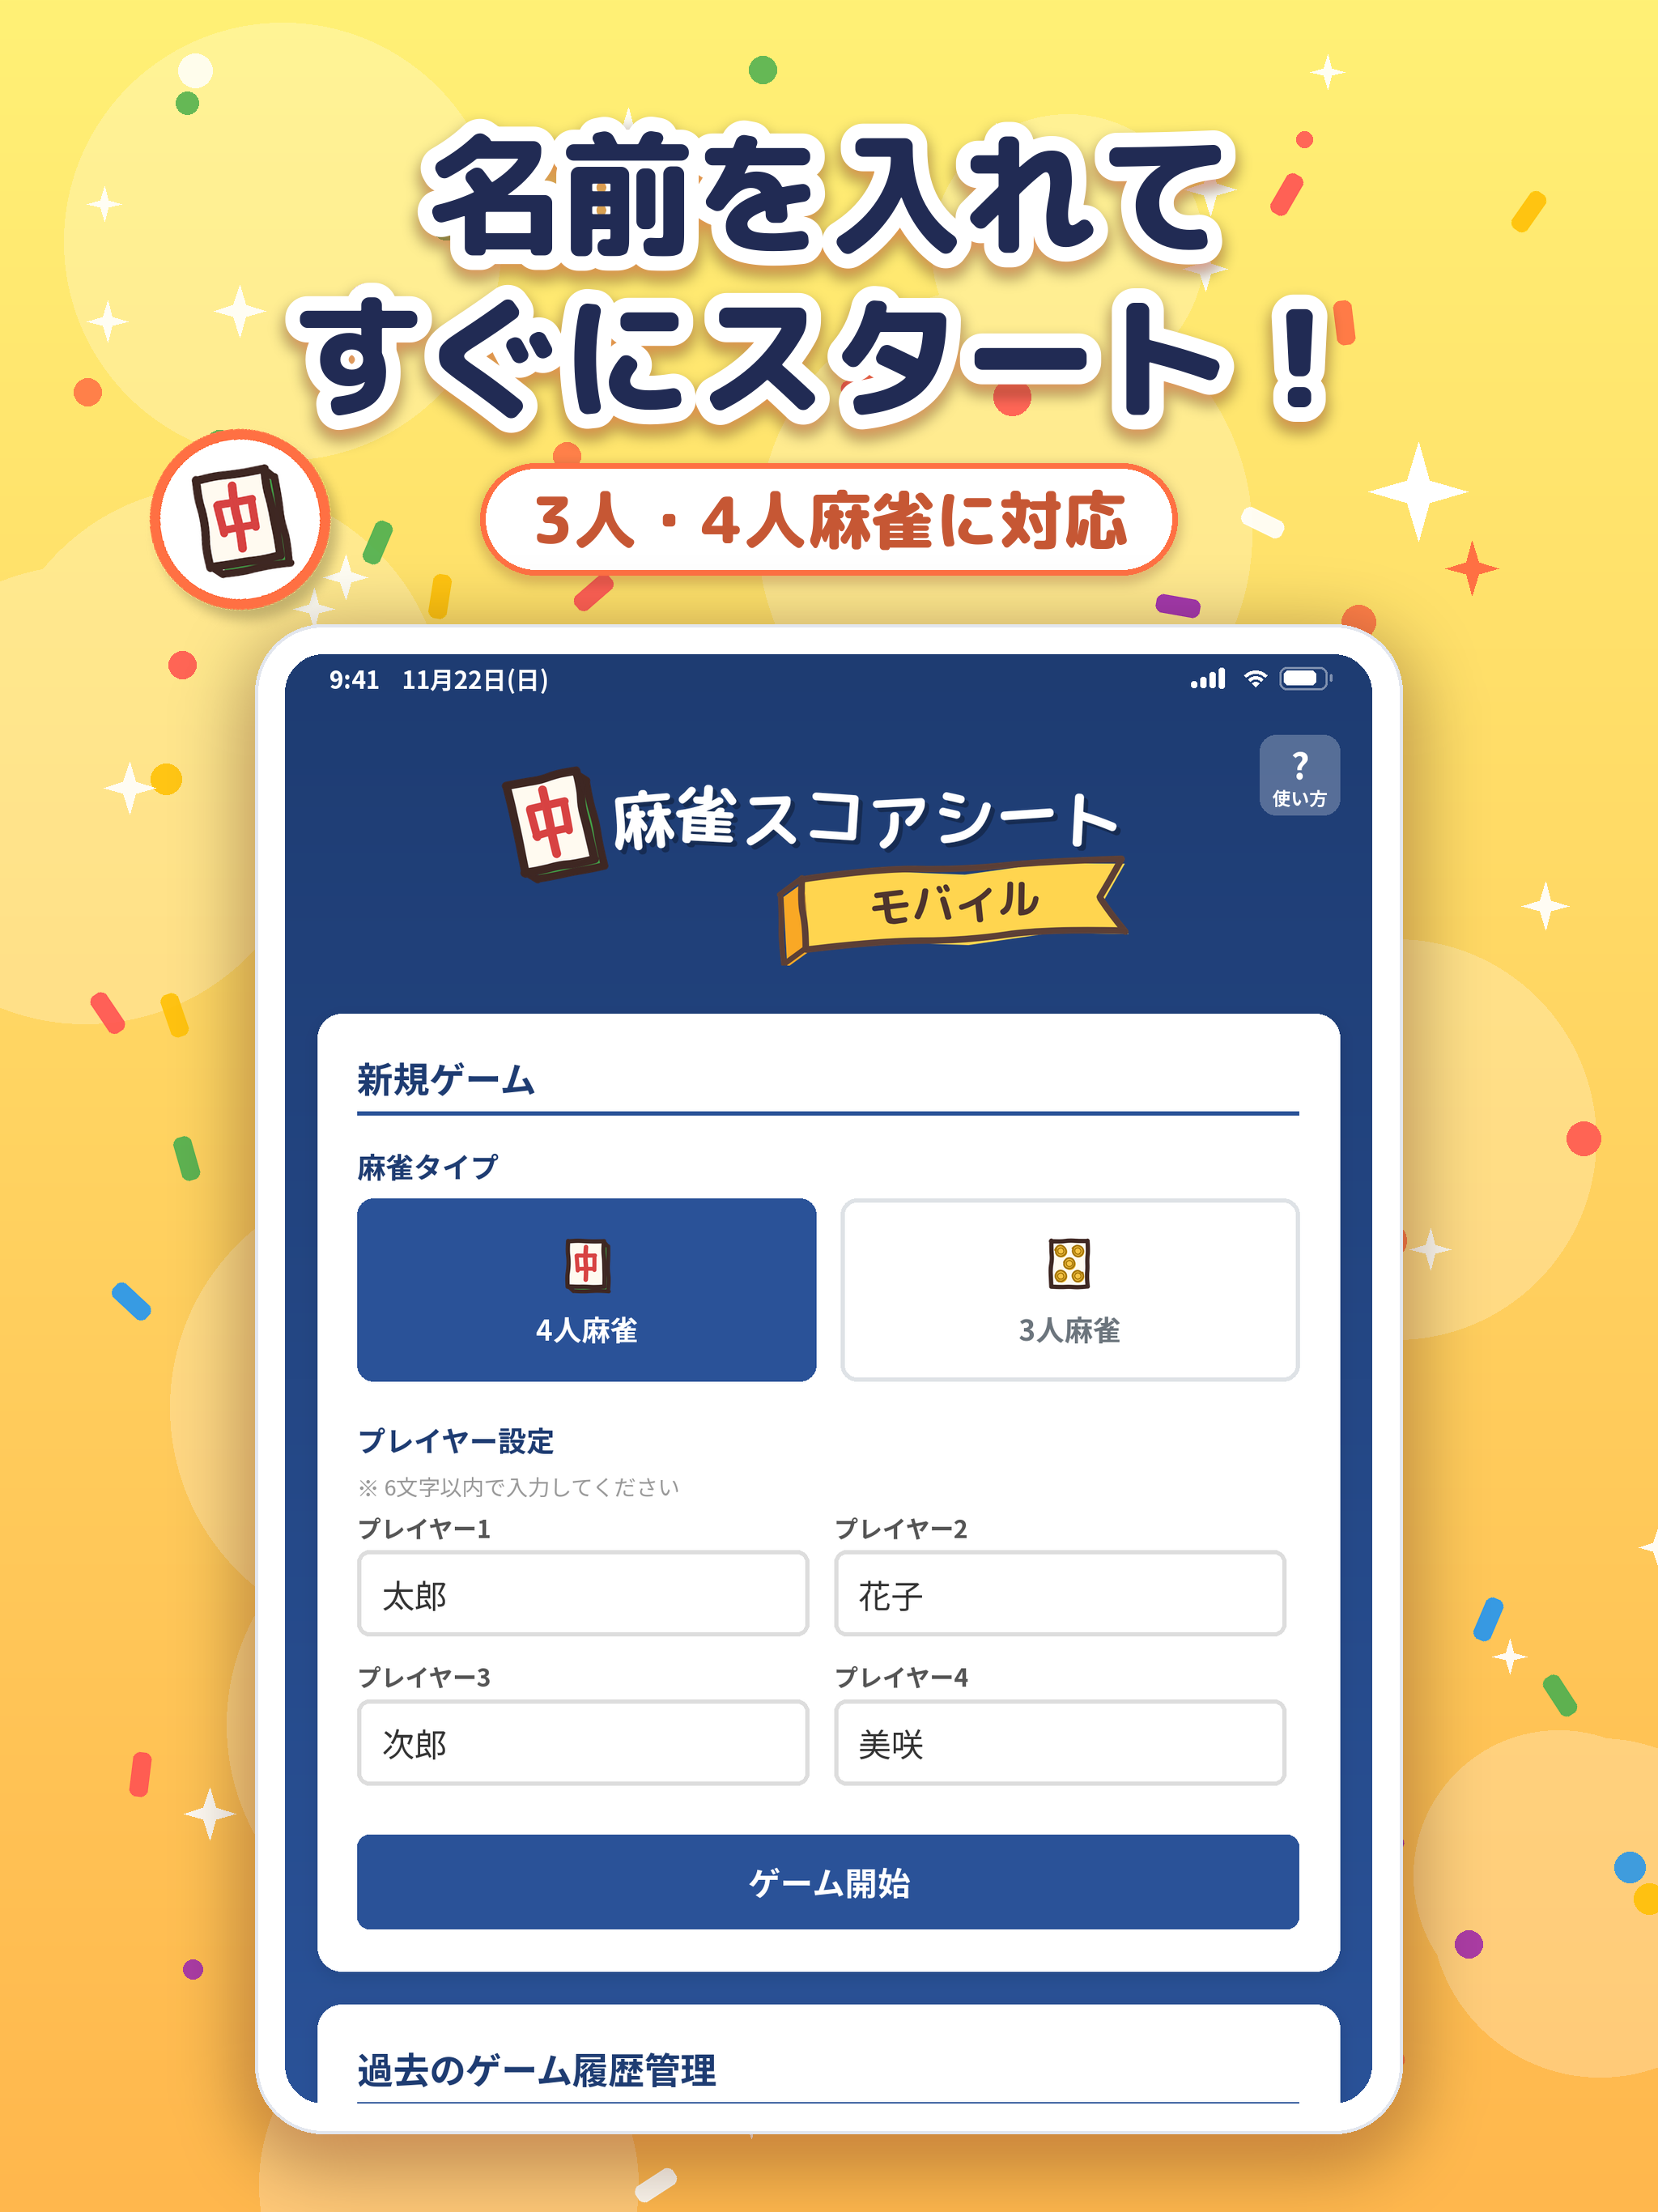 名前を入れて
すぐにスタート！
中
3人・4人麻雀に対応
9:41 11月22日(日)
?
使い方
中
麻雀スコアシート
モバイル
新規ゲーム
麻雀タイプ
中
4人麻雀
3人麻雀
プレイヤー設定
※ 6文字以内で入力してください
プレイヤー1
プレイヤー2
太郎
花子
プレイヤー3
プレイヤー4
次郎
美咲
ゲーム開始
過去のゲーム履歴管理